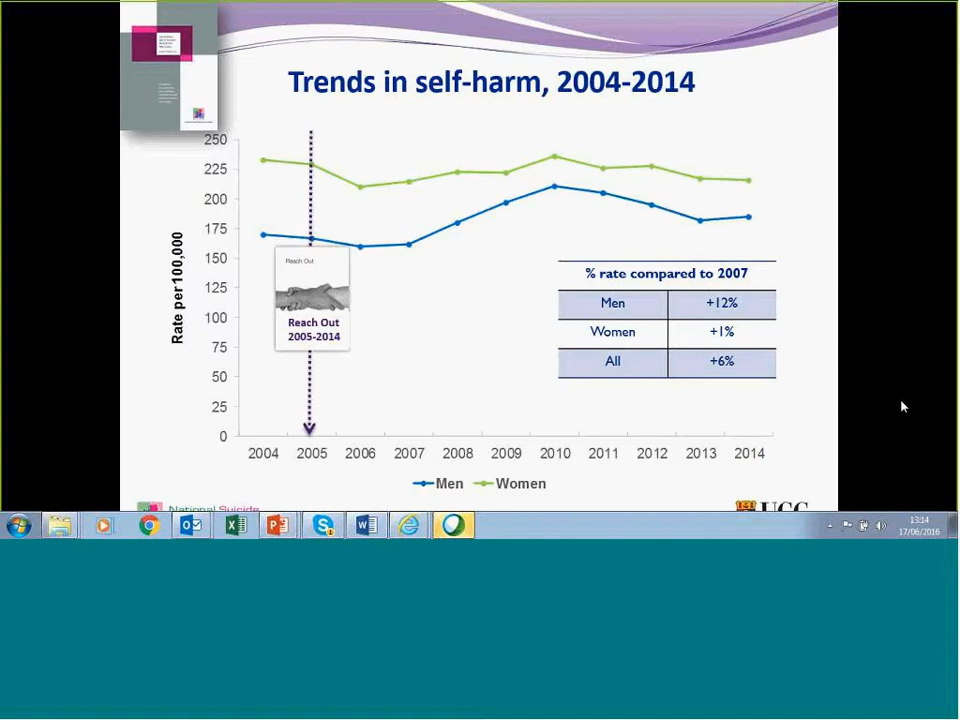 Trends in self-harm, 2004-2014
250
225
200
175
150
125
100
75
50
25
0
Rate per 100,000
Reach Out
Reach Out
2005-2014
% rate compared to 2007
Men +12%
Women +1%
All +6%
2004 2005 2006 2007 2008 2009 2010 2011 2012 2013 2014
Men Women
National Suicide
UCC
13:14
17/06/2016